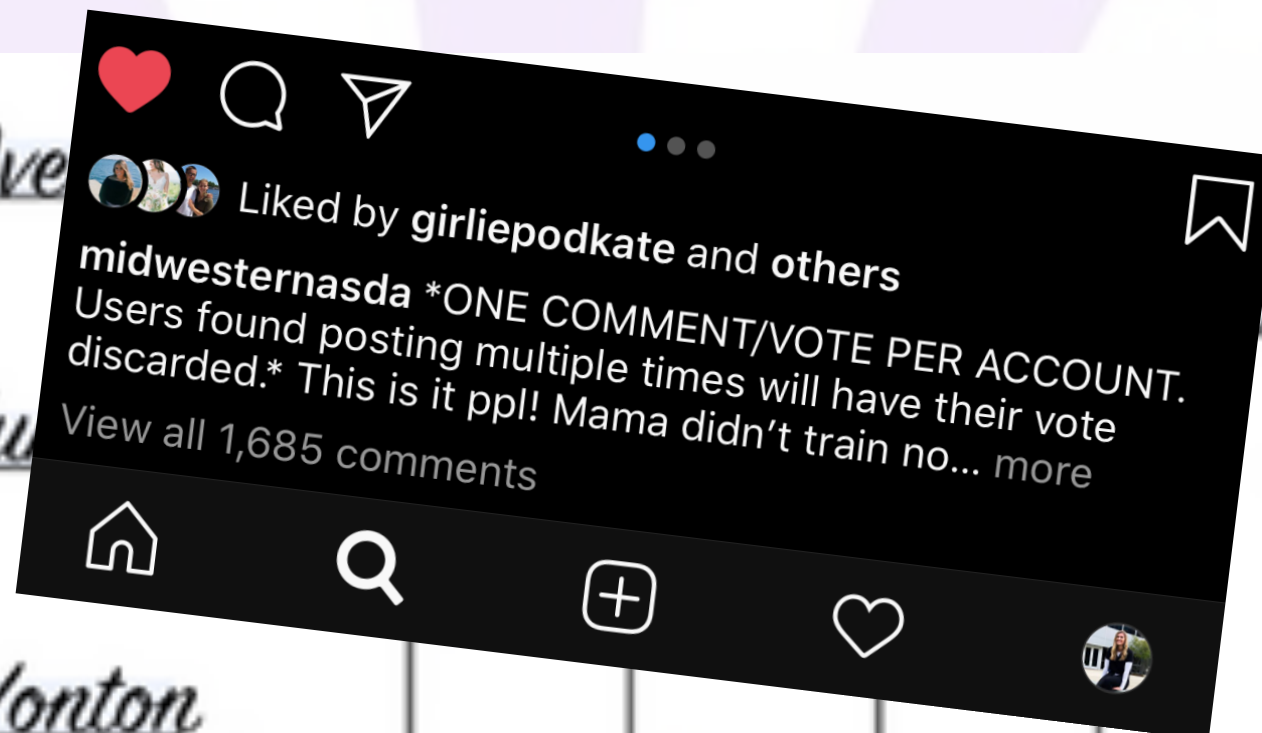 Liked by girliepodkate and others
midwesternasda *ONE COMMENT/VOTE PER ACCOUNT.
Users found posting multiple times will have their vote
discarded.* This is it ppl! Mama didn't train no... more
View all 1,685 comments
onton